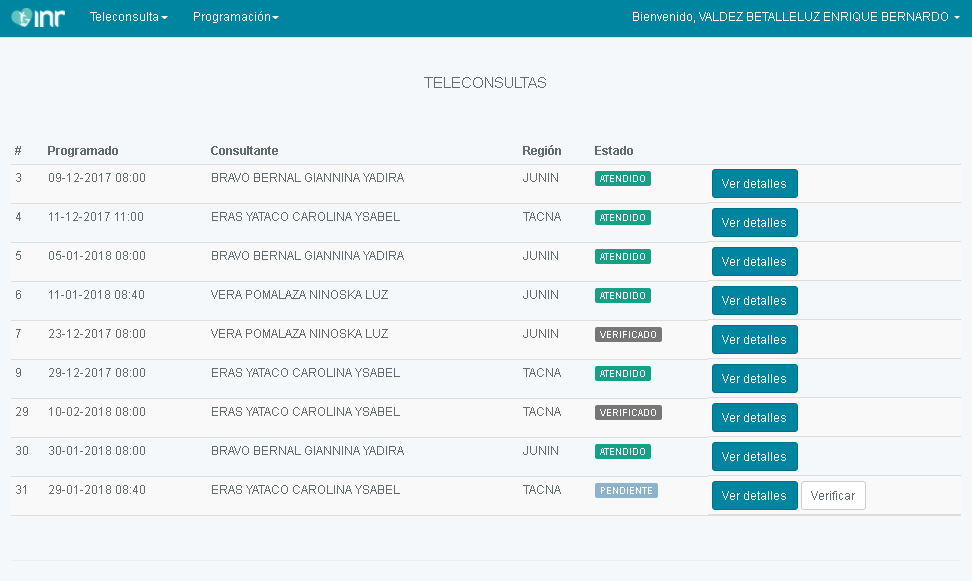 inr Teleconsulta Programación Bienvenido, VALDEZ BETALLELUZ ENRIQUE BERNARDO
TELECONSULTAS
# Programado Consultante Región Estado
3 09-12-2017 08:00 BRAVO BERNAL GIANNINA YADIRA JUNIN ATENDIDO Ver detalles
4 11-12-2017 11:00 ERAS YATACO CAROLINA YSABEL TACNA ATENDIDO Ver detalles
5 05-01-2018 08:00 BRAVO BERNAL GIANNINA YADIRA JUNIN ATENDIDO Ver detalles
6 11-01-2018 08:40 VERA POMALAZA NINOSKA LUZ JUNIN ATENDIDO Ver detalles
7 23-12-2017 08:00 VERA POMALAZA NINOSKA LUZ JUNIN VERIFICADO Ver detalles
9 29-12-2017 08:00 ERAS YATACO CAROLINA YSABEL TACNA ATENDIDO Ver detalles
29 10-02-2018 08:00 ERAS YATACO CAROLINA YSABEL TACNA VERIFICADO Ver detalles
30 30-01-2018 08:00 BRAVO BERNAL GIANNINA YADIRA JUNIN ATENDIDO Ver detalles
31 29-01-2018 08:40 ERAS YATACO CAROLINA YSABEL TACNA PENDIENTE Ver detalles Verificar